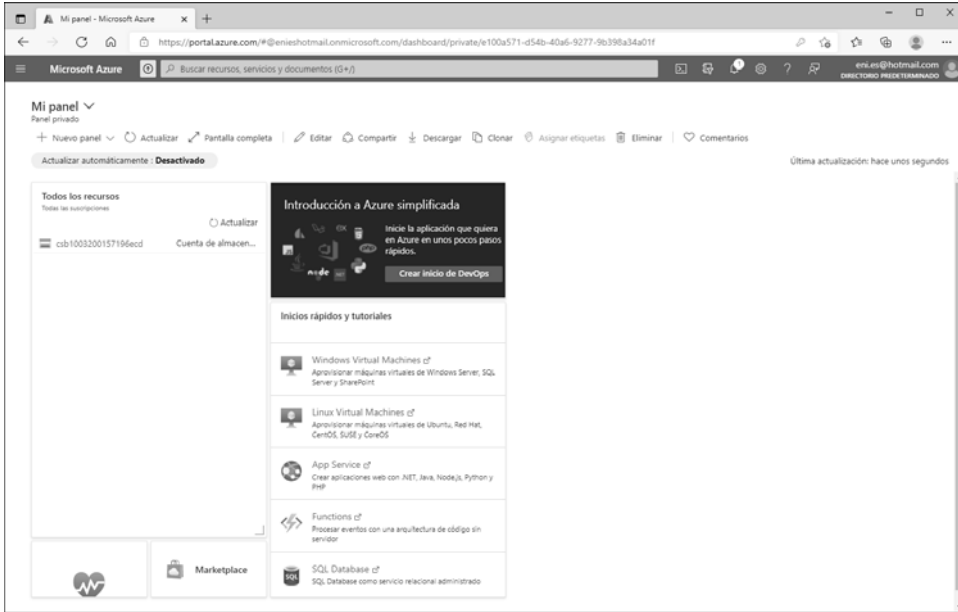 Mi panel - Microsoft Azure
https://portal.azure.com/#@enieshotmail.onmicrosoft.com/dashboard/private/e100a571-d54b-40a6-9277-9b398a34a01f
Microsoft Azure
Buscar recursos, servicios y documentos (G+/)
1
eni.es@hotmail.com
DIRECTORIO PREDETERMINADO
Mi panel
Panel privado
Nuevo panel
Actualizar
Pantalla completa
Editar
Compartir
Descargar
Clonar
Asignar etiquetas
Eliminar
Comentarios
Actualizar automáticamente : Desactivado
Última actualización: hace unos segundos
Todos los recursos
Todas las suscripciones
Actualizar
csb1003200157196ecd
Cuenta de almacen...
Introducción a Azure simplificada
Inicie la aplicación que quiera
en Azure en unos pocos pasos
rápidos.
Crear inicio de DevOps
node
php
Inicios rápidos y tutoriales
Windows Virtual Machines
Aprovisionar máquinas virtuales de Windows Server, SQL
Server y SharePoint
Linux Virtual Machines
Aprovisionar máquinas virtuales de Ubuntu, Red Hat,
CentOS, SUSE y CoreOS
App Service
Crear aplicaciones web con .NET, Java, Node.js, Python y
PHP
Functions
Procesar eventos con una arquitectura de código sin
servidor
SQL Database
SQL Database como servicio relacional administrado
SQL
Marketplace